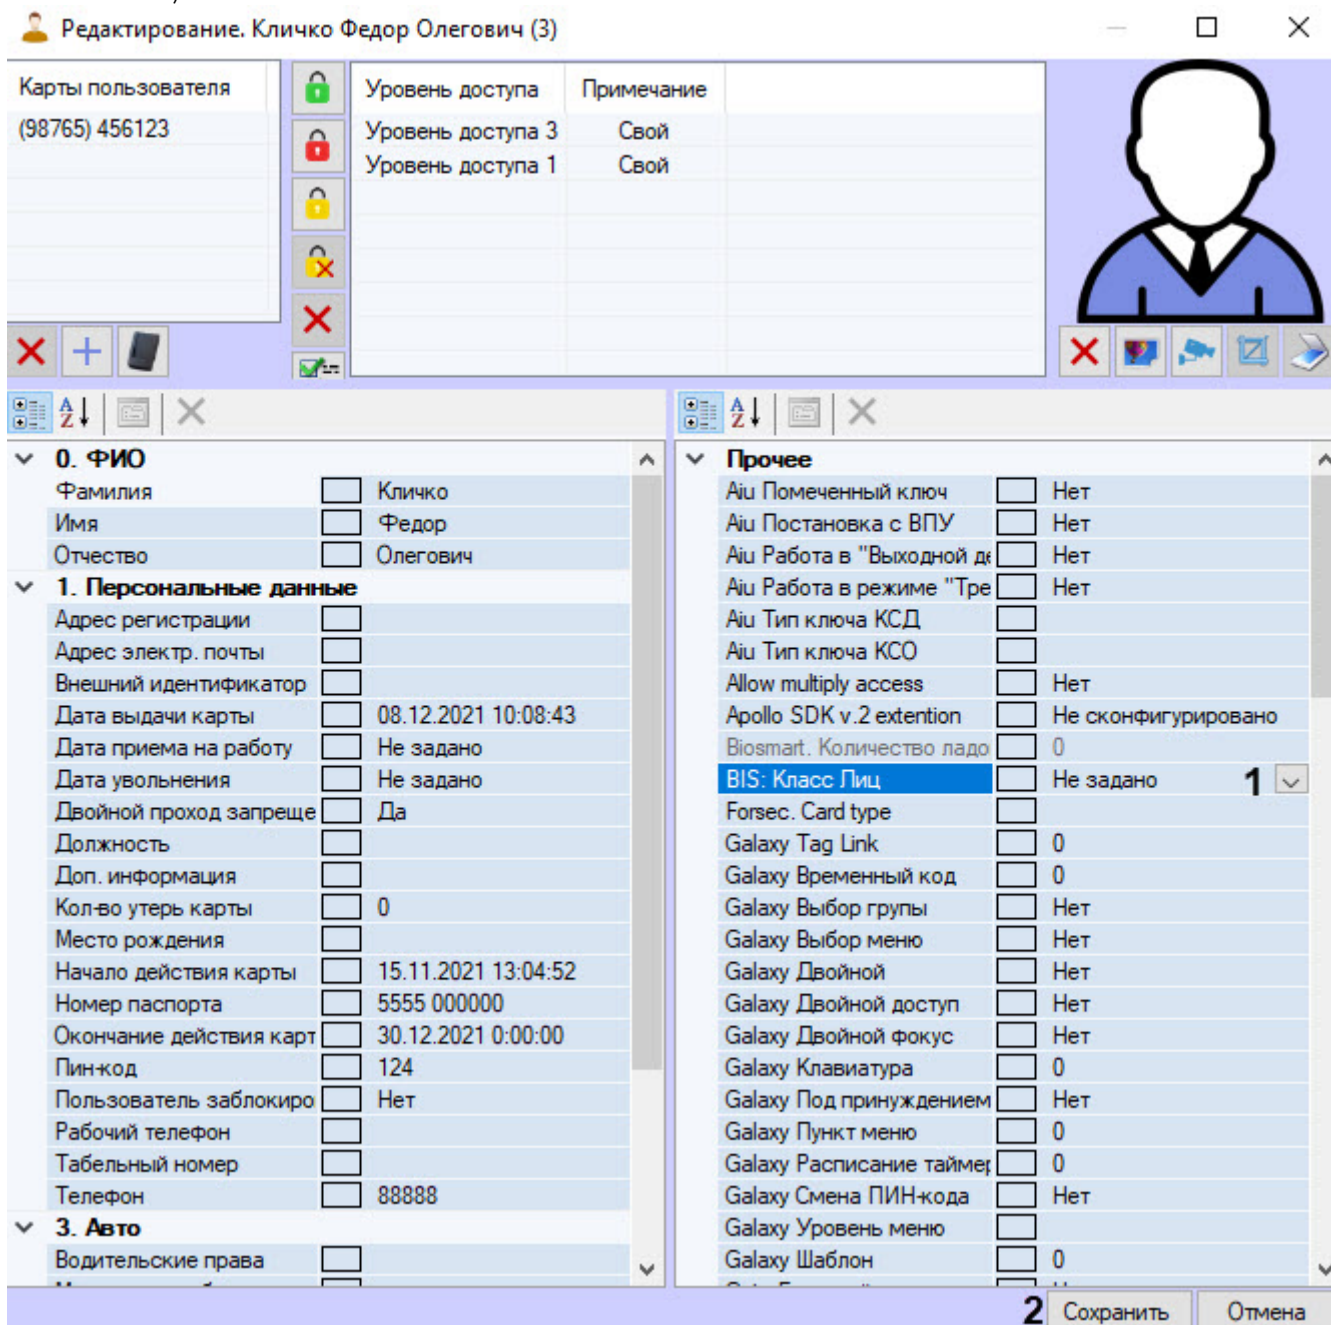 Редактирование. Кличко Федор Олегович (3)
Карты пользователя
(98765) 456123
Уровень доступа Примечание
Уровень доступа 3 Свой
Уровень доступа 1 Свой
0. ФИО
Фамилия Кличко
Имя Федор
Отчество Олегович
1. Персональные данные
Адрес регистрации
Адрес электр. почты
Внешний идентификатор
Дата выдачи карты 08.12.2021 10:08:43
Дата приема на работу Не задано
Дата увольнения Не задано
Двойной проход запреще Да
Должность
Доп. информация
Кол-во утерь карты 0
Место рождения
Начало действия карты 15.11.2021 13:04:52
Номер паспорта 5555 000000
Окончание действия карт 30.12.2021 0:00:00
Пин-код 124
Пользователь заблокиро Нет
Рабочий телефон
Табельный номер
Телефон 88888
3. Авто
Водительские права
Прочее
Aiu Помеченный ключ Нет
Aiu Постановка с ВПУ Нет
Aiu Работа в "Выходной де Нет
Aiu Работа в режиме "Тре Нет
Aiu Тип ключа КСД
Aiu Тип ключа КСО
Allow multiply access Нет
Apollo SDK v.2 extention Не сконфигурировано
Biosmart. Количество ладо 0
BIS: Класс Лиц Не задано 1
Forsec. Card type
Galaxy Tag Link 0
Galaxy Временный код 0
Galaxy Выбор групы Нет
Galaxy Выбор меню Нет
Galaxy Двойной Нет
Galaxy Двойной доступ Нет
Galaxy Двойной фокус Нет
Galaxy Клавиатура 0
Galaxy Под принуждением Нет
Galaxy Пункт меню 0
Galaxy Расписание таймер 0
Galaxy Смена ПИН-кода Нет
Galaxy Уровень меню
Galaxy Шаблон 0
2 Сохранить Отмена